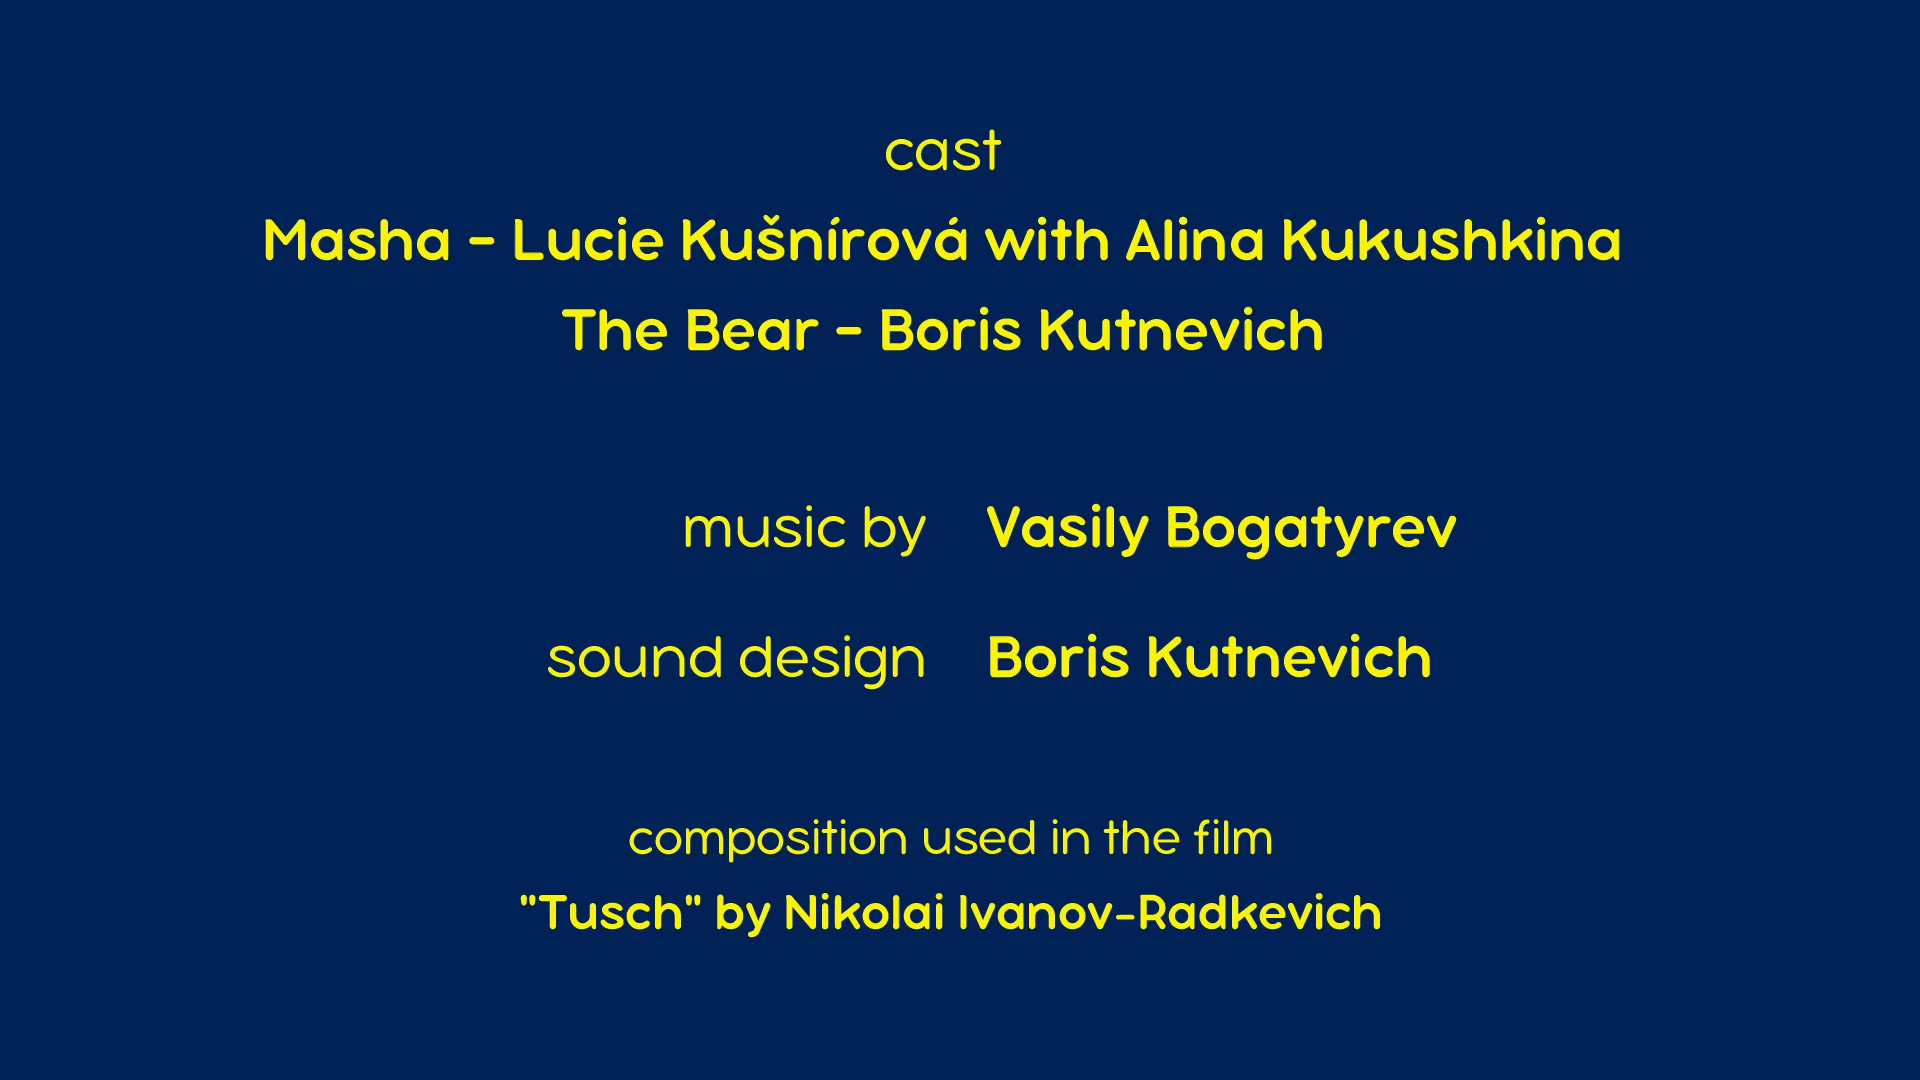 cast
Masha - Lucie Kušnírová with Alina Kukushkina
The Bear - Boris Kutnevich
music by Vasily Bogatyrev
sound design Boris Kutnevich
composition used in the film
"Tusch" by Nikolai Ivanov-Radkevich